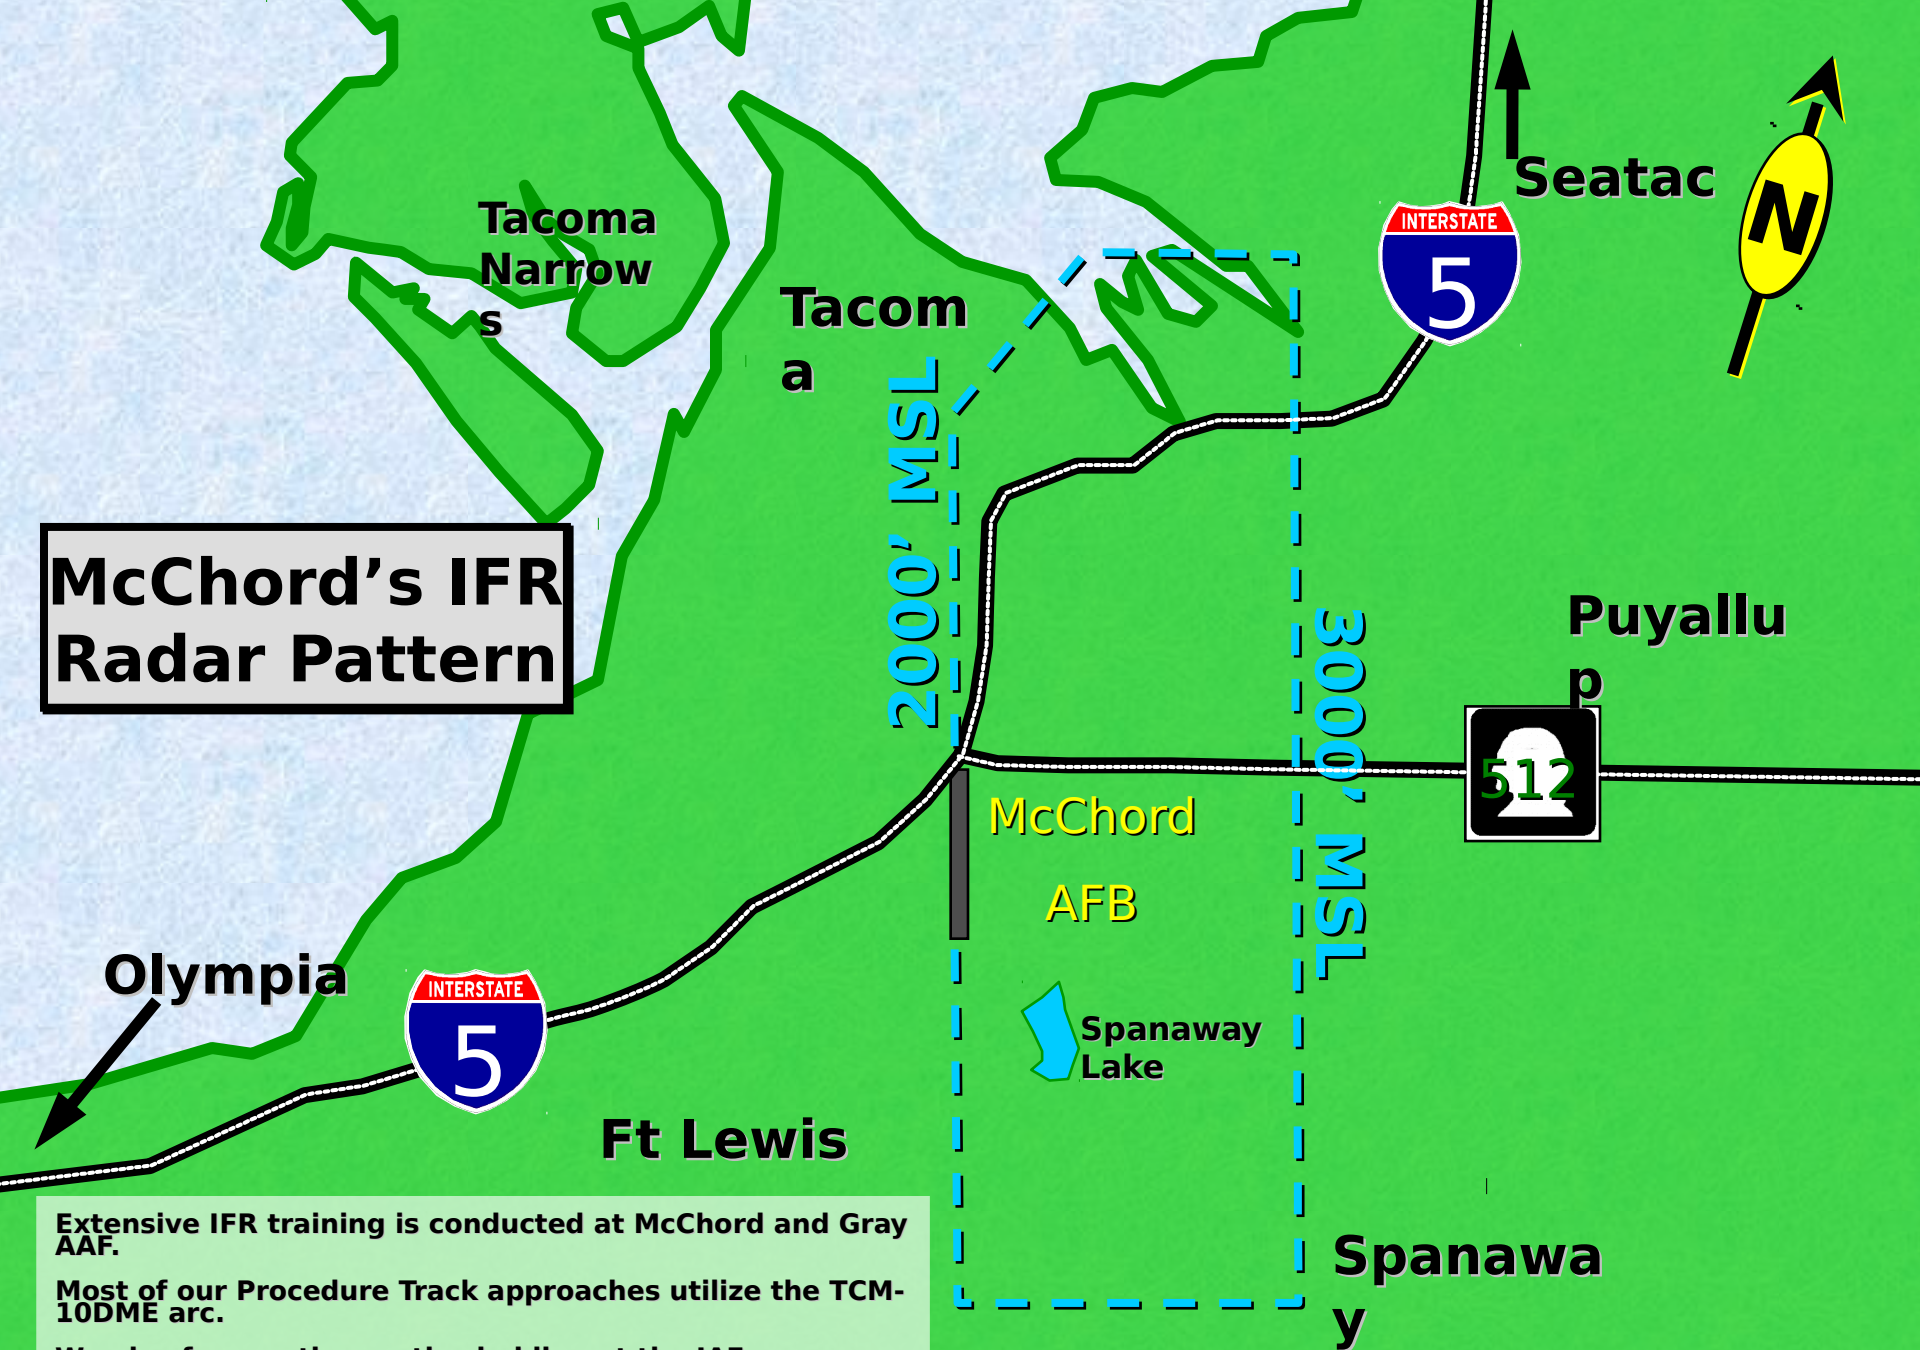 Seatac
N
INTERSTATE
5
Tacoma
Narrow
s
Tacom
a
2000’ MSL
McChord’s IFR
Radar Pattern
Puyallu
p
3000’ MSL
512
McChord
AFB
Olympia
INTERSTATE
5
Spanaway
Lake
Ft Lewis
Extensive IFR training is conducted at McChord and Gray
AAF.
Most of our Procedure Track approaches utilize the TCM-
10DME arc.
Spanawa
y